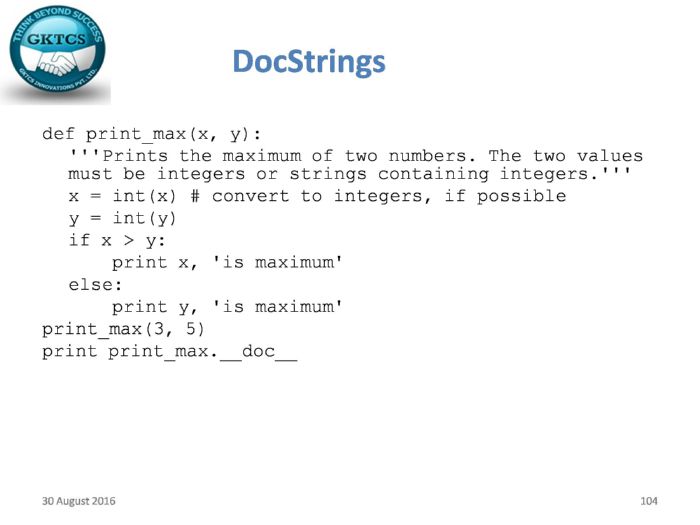 THINK BEYOND SUCCESS
GKTCS
GKTCS INNOVATIONS PVT. LTD.
DocStrings
def print_max(x, y):
'''Prints the maximum of two numbers. The two values
must be integers or strings containing integers.'''
x = int(x) # convert to integers, if possible
y = int(y)
if x > y:
print x, 'is maximum'
else:
print y, 'is maximum'
print_max(3, 5)
print print_max.__doc__
30 August 2016
104